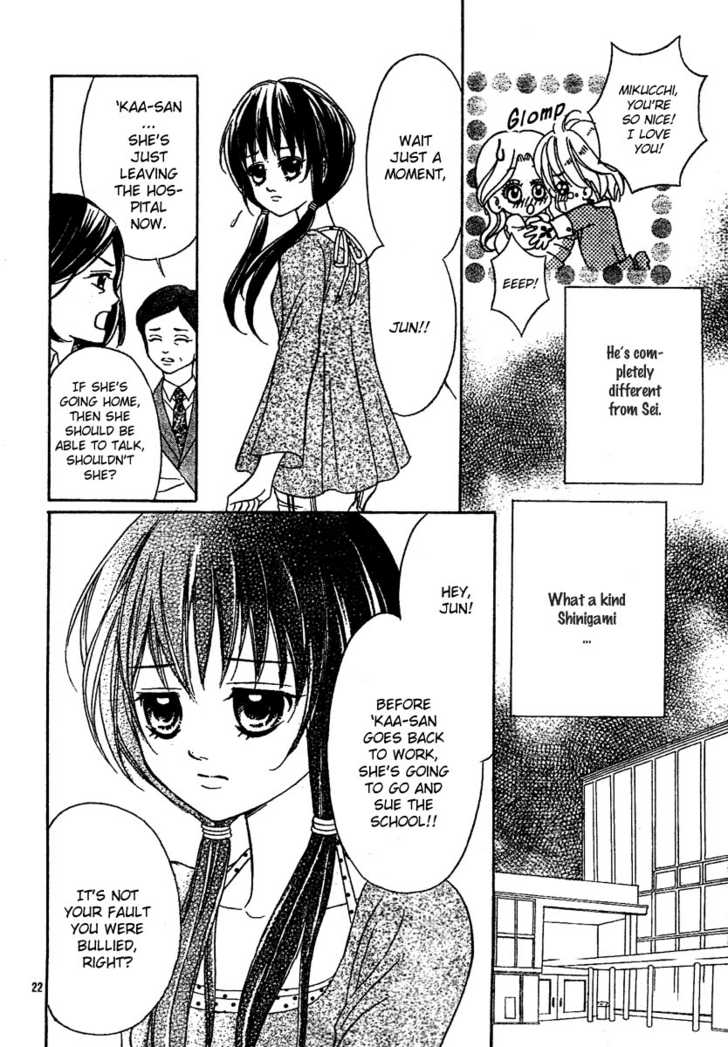 MIKUCCHI,
YOU'RE
SO NICE!
I LOVE
YOU!
Glomp
EEEP!
He's com-
pletely
different
from Sei.
What a kind
Shinigami
...
WAIT
JUST A
MOMENT,
JUN!!
'KAA-SAN
...
SHE'S
JUST
LEAVING
THE HOS-
PITAL
NOW.
IF SHE'S
GOING HOME,
THEN SHE
SHOULD BE
ABLE TO TALK,
SHOULDN'T
SHE?
HEY,
JUN!
BEFORE
'KAA-SAN
GOES BACK
TO WORK,
SHE'S GOING
TO GO AND
SUE THE
SCHOOL!!
IT'S NOT
YOUR FAULT
YOU WERE
BULLIED,
RIGHT?
22